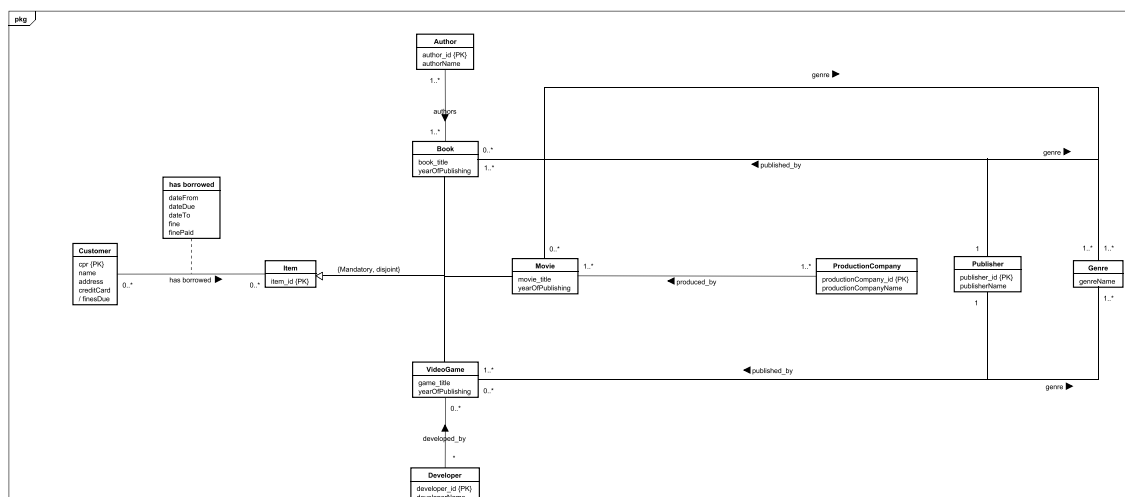 pkg
Author
author_id {PK}
authorName
1..*
genre
authors
1..*
Book
0..*
book_title
yearOfPublishing
1..*
published_by
genre
has borrowed
dateFrom
dateDue
dateTo
fine
finePaid
Customer
cpr {PK}
name
address
creditCard
/ finesDue
0..*
has borrowed
Item
item_id {PK}
0..*
{Mandatory, disjoint}
0..*
Movie
movie_title
yearOfPublishing
1..*
produced_by
1..*
ProductionCompany
productionCompany_id {PK}
productionCompanyName
1
Publisher
publisher_id {PK}
publisherName
1
1..*
1..*
Genre
genreName
1..*
VideoGame
game_title
yearOfPublishing
1..*
0..*
published_by
genre
0..*
developed_by
*
Developer
developer_id {PK}
developerName